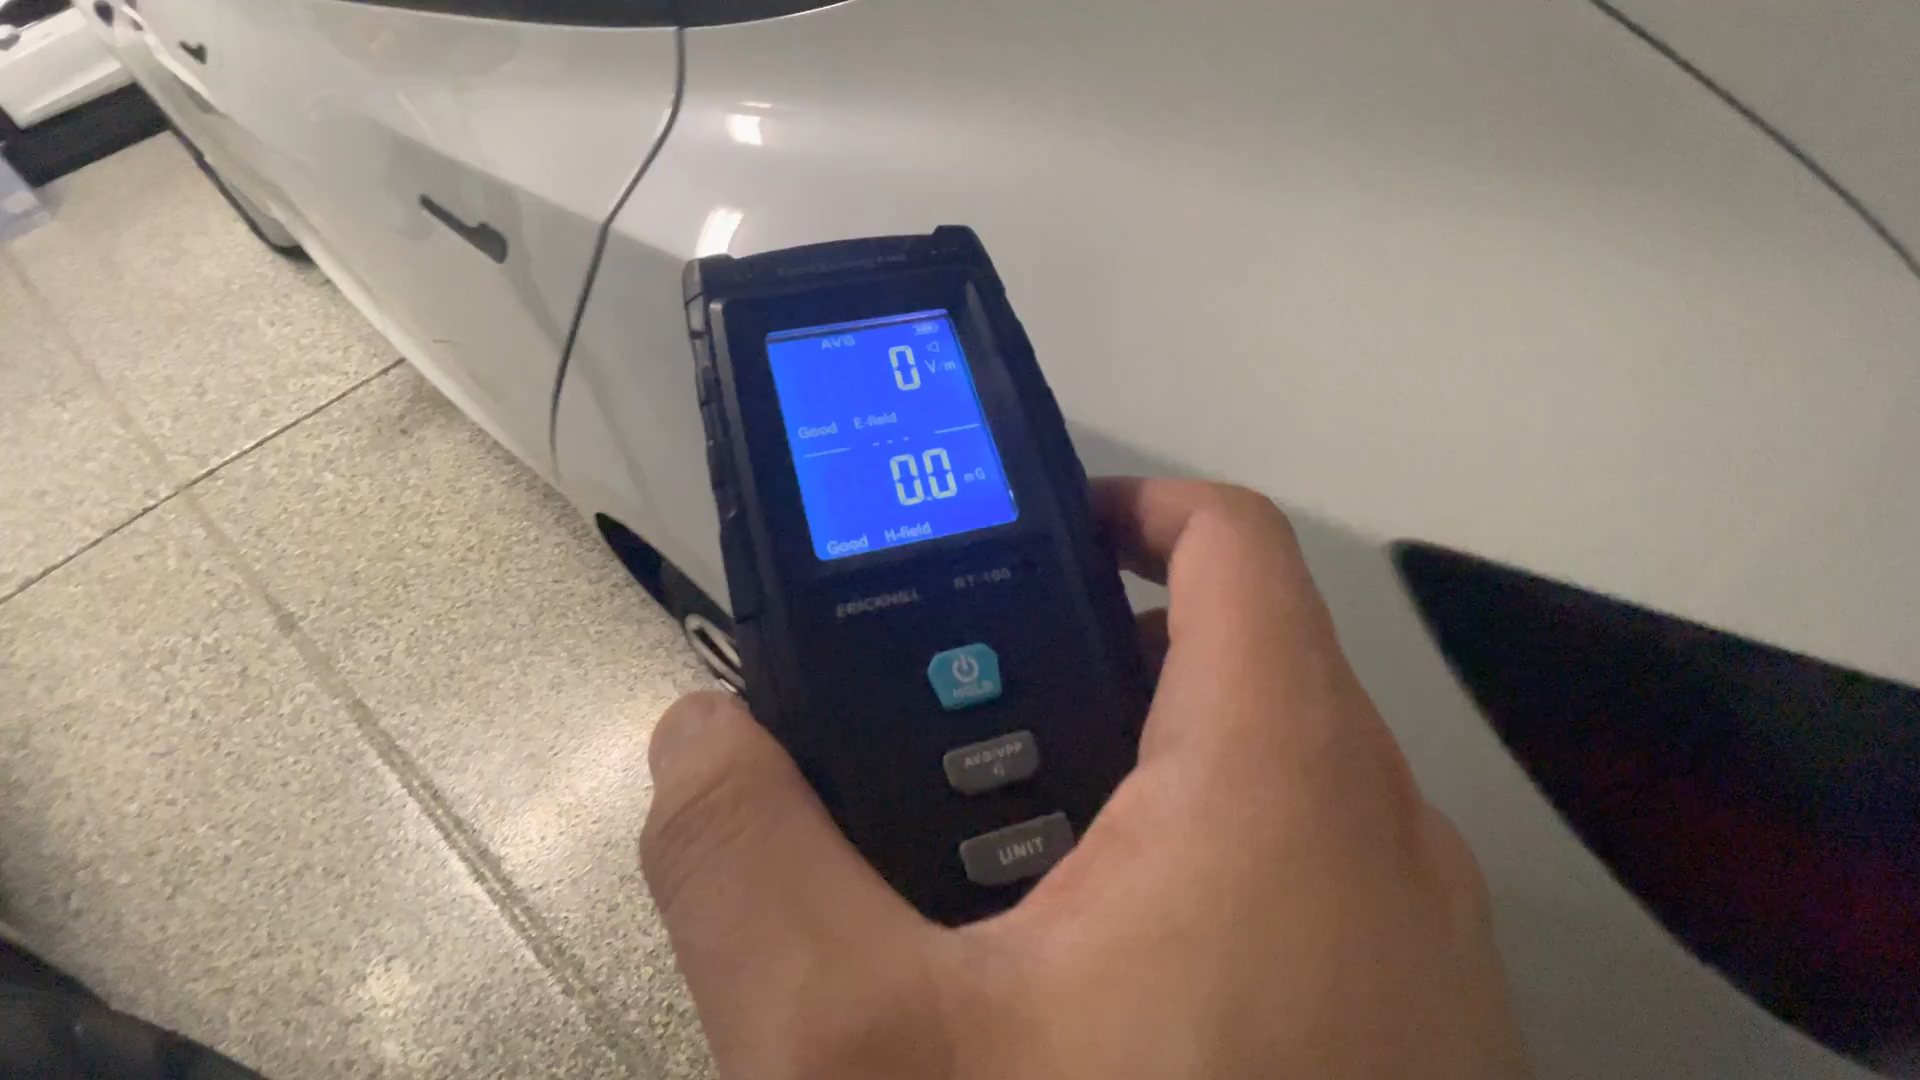 AVG
0 V/m
Good E-field
---
0.0 mG
Good H-field
ERICKHILL RT-100
HOLD
AVG/VPP
UNIT